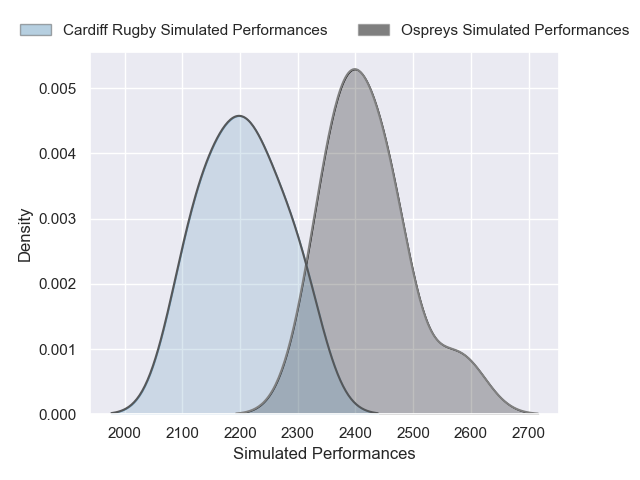 Cardiff Rugby Simulated Performances Ospreys Simulated Performances
0.005
0.004
0.003
0.002
0.001
0.000
Density
2000 2100 2200 2300 2400 2500 2600 2700
Simulated Performances